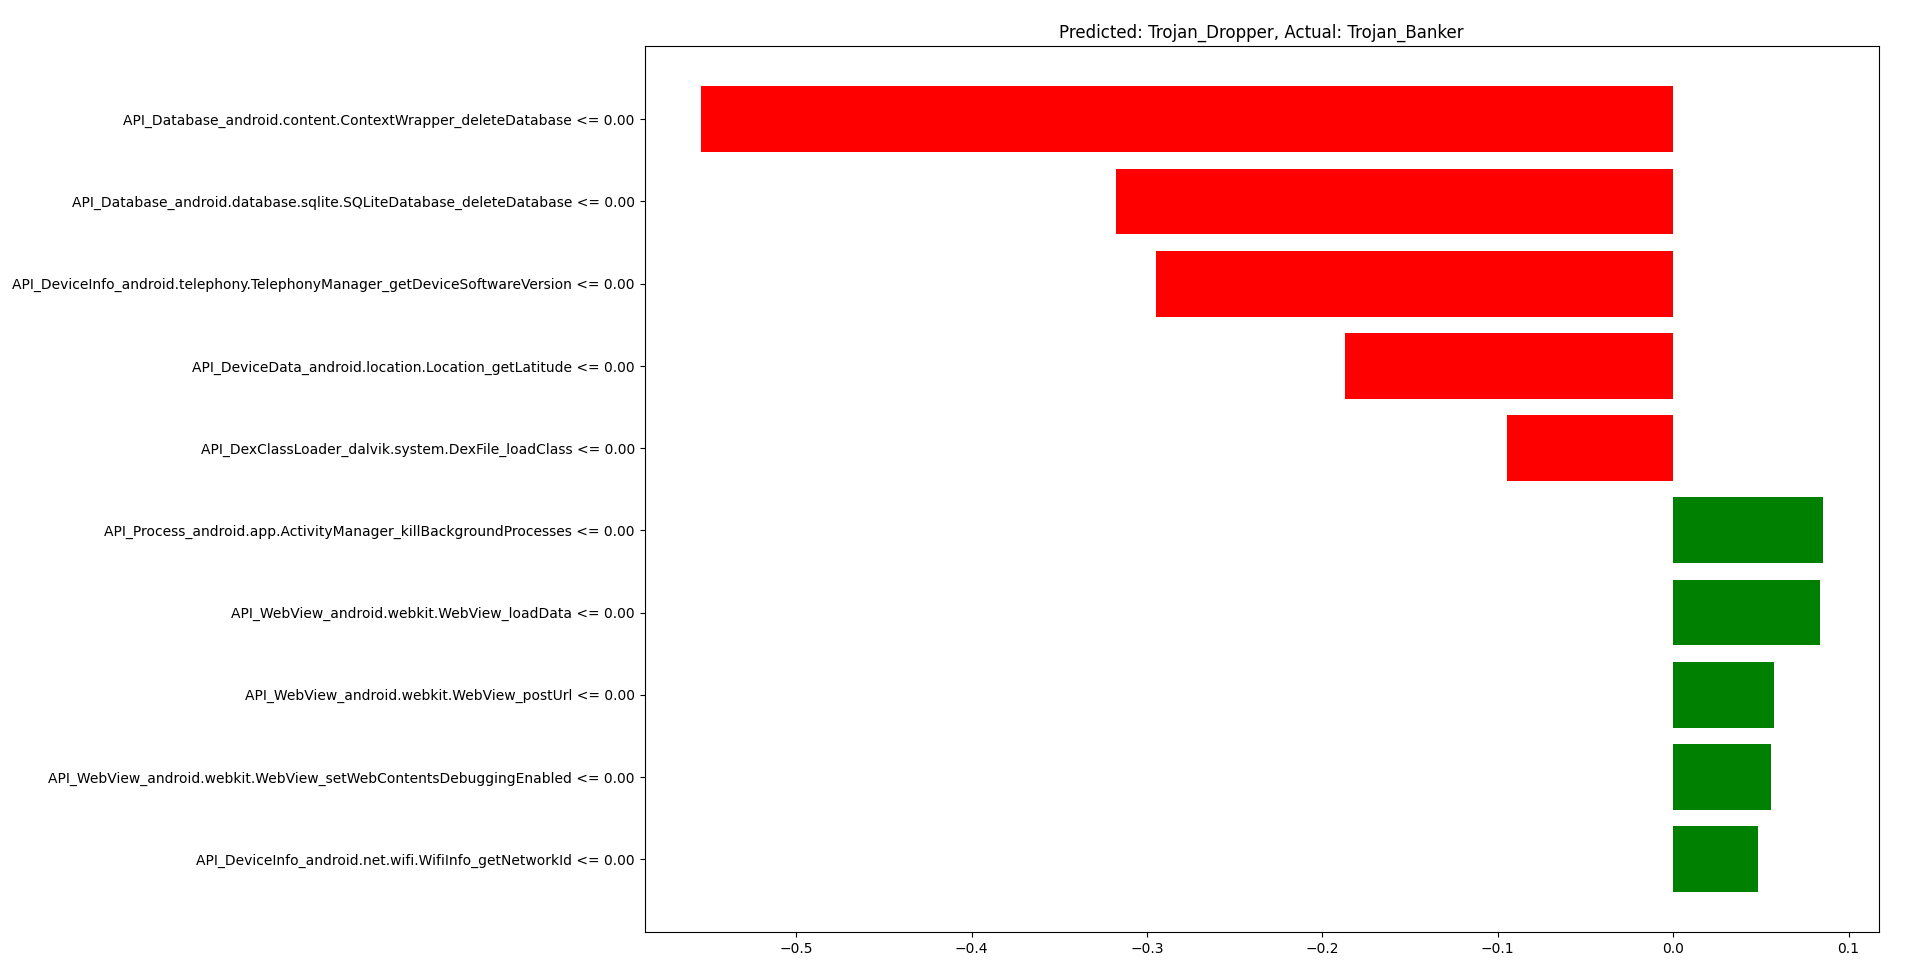 Predicted: Trojan_Dropper, Actual: Trojan_Banker
API_Database_android.content.ContextWrapper_deleteDatabase <= 0.00
API_Database_android.database.sqlite.SQLiteDatabase_deleteDatabase <= 0.00
API_DeviceInfo_android.telephony.TelephonyManager_getDeviceSoftwareVersion <= 0.00
API_DeviceData_android.location.Location_getLatitude <= 0.00
API_DexClassLoader_dalvik.system.DexFile_loadClass <= 0.00
API_Process_android.app.ActivityManager_killBackgroundProcesses <= 0.00
API_WebView_android.webkit.WebView_loadData <= 0.00
API_WebView_android.webkit.WebView_postUrl <= 0.00
API_WebView_android.webkit.WebView_setWebContentsDebuggingEnabled <= 0.00
API_DeviceInfo_android.net.wifi.WifiInfo_getNetworkId <= 0.00
−0.5 −0.4 −0.3 −0.2 −0.1 0.0 0.1